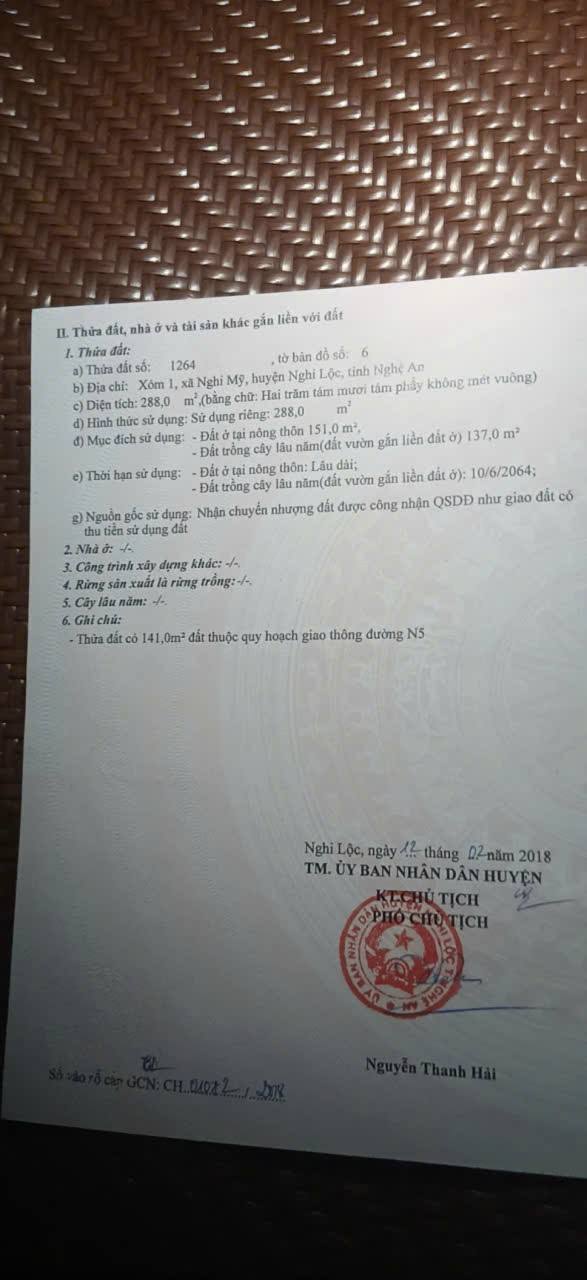 II. Thửa đất, nhà ở và tài sản khác gắn liền với đất
1. Thửa đất:
a) Thửa đất số: 1264 , tờ bản đồ số: 6
b) Địa chỉ: Xóm 1, xã Nghi Mỹ, huyện Nghi Lộc, tỉnh Nghệ An
c) Diện tích: 288,0 m²,(bằng chữ: Hai trăm tám mươi tám phẩy không mét vuông)
d) Hình thức sử dụng: Sử dụng riêng: 288,0 m²
đ) Mục đích sử dụng: - Đất ở tại nông thôn 151,0 m²,
- Đất trồng cây lâu năm(đất vườn gắn liền đất ở) 137,0 m²
e) Thời hạn sử dụng: - Đất ở tại nông thôn: Lâu dài;
- Đất trồng cây lâu năm(đất vườn gắn liền đất ở): 10/6/2064;
g) Nguồn gốc sử dụng: Nhận chuyển nhượng đất được công nhận QSDĐ như giao đất có
thu tiền sử dụng đất
2. Nhà ở: -/-.
3. Công trình xây dựng khác: -/-.
4. Rừng sản xuất là rừng trồng: -/-.
5. Cây lâu năm: -/-.
6. Ghi chú:
- Thửa đất có 141,0m² đất thuộc quy hoạch giao thông đường N5
Nghi Lộc, ngày 12 tháng 02 năm 2018
TM. ỦY BAN NHÂN DÂN HUYỆN
KT.CHỦ TỊCH
PHÓ CHỦ TỊCH
ỦY BAN NHÂN DÂN HUYỆN NGHI LỘC T. NGHỆ AN
Nguyễn Thanh Hải
Số vào sổ cấp GCN: CH